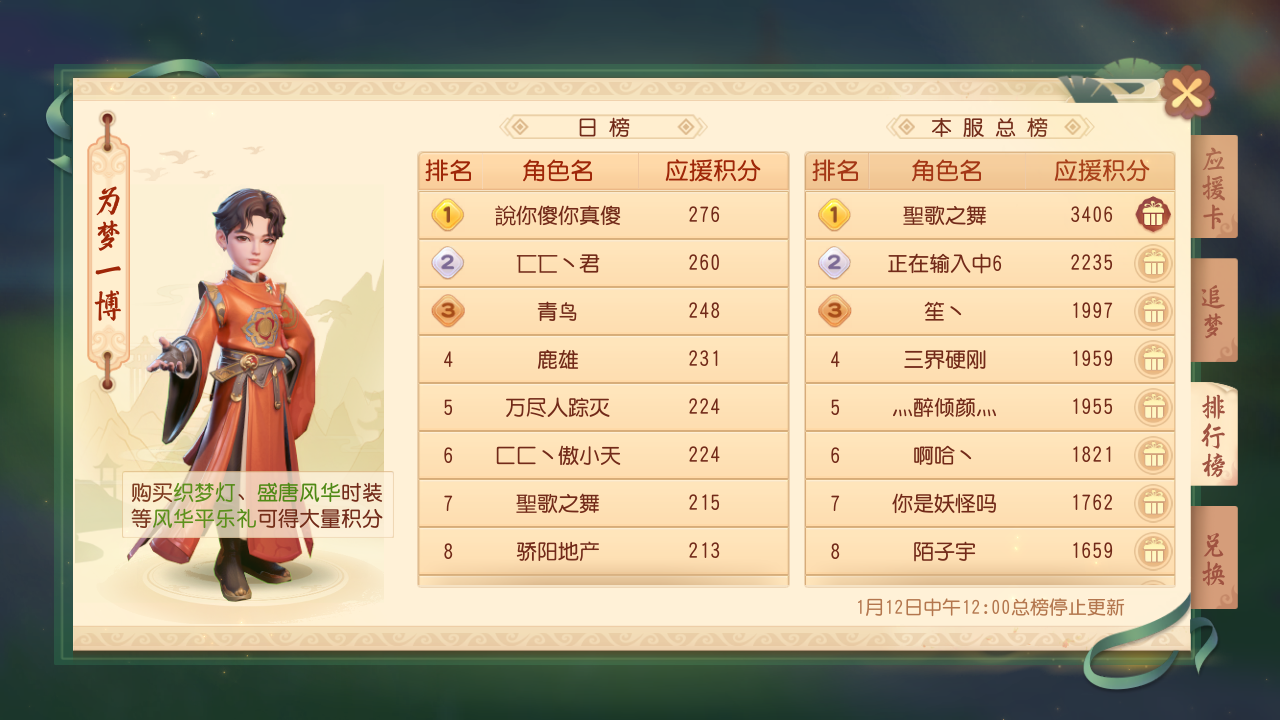 为梦一博
购买织梦灯、盛唐风华时装
等风华平乐礼可得大量积分
日榜
排名 角色名 应援积分
1 說你傻你真傻 276
2 匚匚丶君 260
3 青鸟 248
4 鹿雄 231
5 万尽人踪灭 224
6 匚匚丶傲小天 224
7 聖歌之舞 215
8 骄阳地产 213
本服总榜
排名 角色名 应援积分
1 聖歌之舞 3406
2 正在输入中6 2235
3 笙丶 1997
4 三界硬刚 1959
5 灬醉倾颜灬 1955
6 啊哈丶 1821
7 你是妖怪吗 1762
8 陌子宇 1659
1月12日中午12:00总榜停止更新
应援卡
追梦
排行榜
兑换